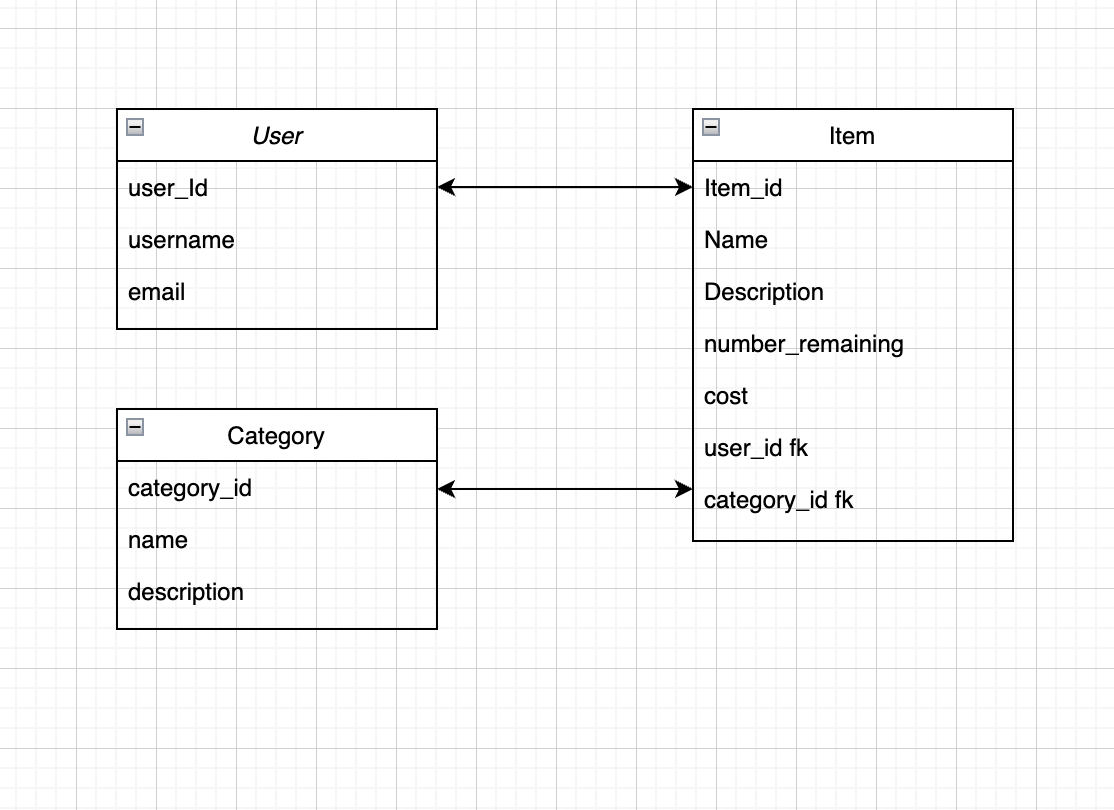 User
user_Id
username
email
Item
Item_id
Name
Description
number_remaining
cost
user_id fk
category_id fk
Category
category_id
name
description